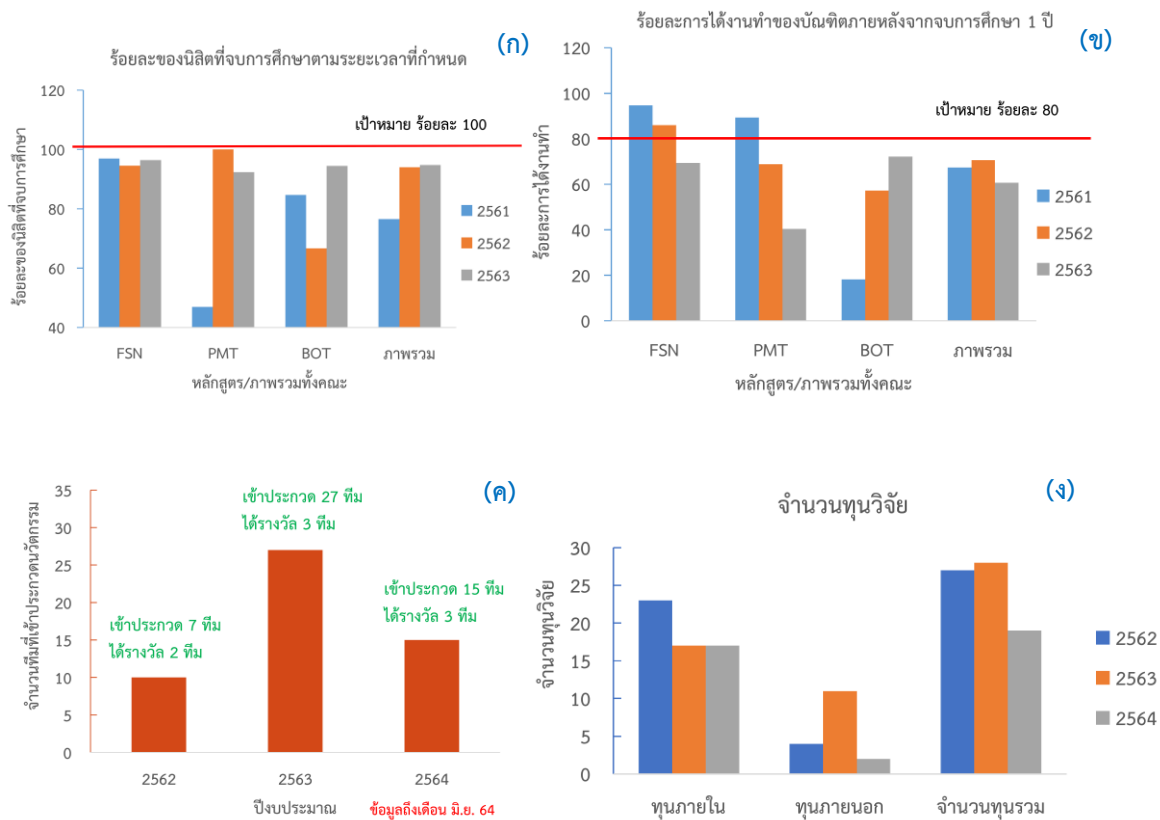 (ก)
ร้อยละของนิสิตที่จบการศึกษาตามระยะเวลาที่กำหนด
ร้อยละของนิสิตที่จบการศึกษา
120
100
80
60
40
เป้าหมาย ร้อยละ 100
2561
2562
2563
FSN PMT BOT ภาพรวม
หลักสูตร/ภาพรวมทั้งคณะ
ร้อยละการได้งานทำของบัณฑิตภายหลังจากจบการศึกษา 1 ปี
(ข)
ร้อยละการได้งานทำ
120
100
80
60
40
20
0
เป้าหมาย ร้อยละ 80
2561
2562
2563
FSN PMT BOT ภาพรวม
หลักสูตร/ภาพรวมทั้งคณะ
(ค)
จำนวนทีมที่เข้าประกวดนวัตกรรม
35
30
25
20
15
10
5
0
เข้าประกวด 7 ทีม
ได้รางวัล 2 ทีม
เข้าประกวด 27 ทีม
ได้รางวัล 3 ทีม
เข้าประกวด 15 ทีม
ได้รางวัล 3 ทีม
2562 2563 2564
ปีงบประมาณ
ข้อมูลถึงเดือน มิ.ย. 64
(ง)
จำนวนทุนวิจัย
จำนวนทุนวิจัย
30
25
20
15
10
5
0
2562
2563
2564
ทุนภายใน ทุนภายนอก จำนวนทุนรวม